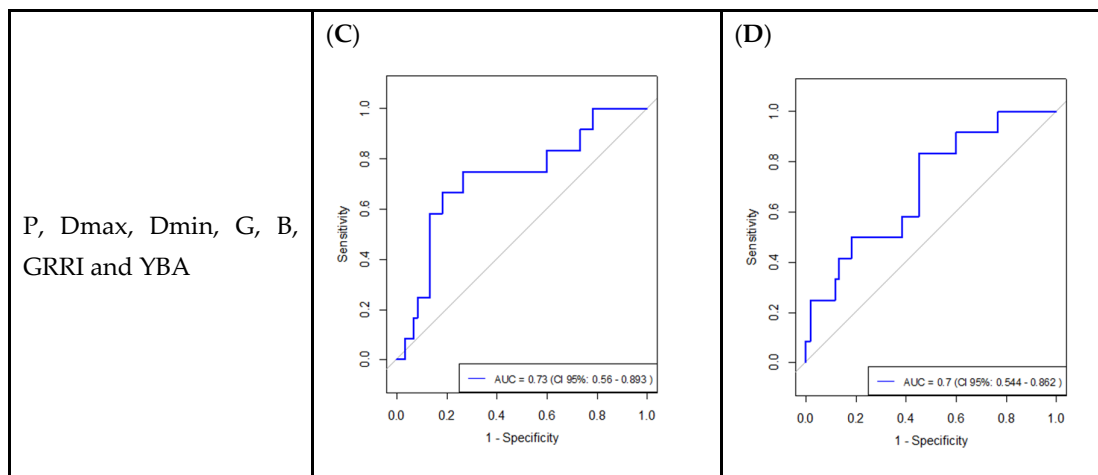 P, Dmax, Dmin, G, B,
GRRI and YBA
(C)
Sensitivity
1.0
0.8
0.6
0.4
0.2
0.0
AUC = 0.73 (CI 95%: 0.56 - 0.893 )
0.0 0.2 0.4 0.6 0.8 1.0
1 - Specificity
(D)
Sensitivity
1.0
0.8
0.6
0.4
0.2
0.0
AUC = 0.7 (CI 95%: 0.544 - 0.862 )
0.0 0.2 0.4 0.6 0.8 1.0
1 - Specificity